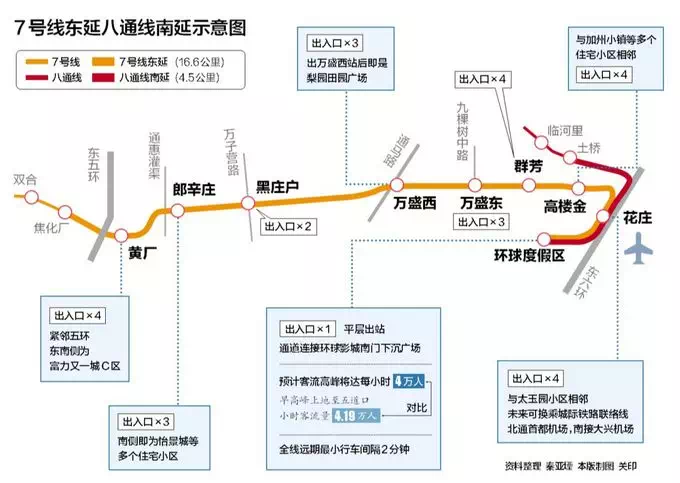 7号线东延八通线南延示意图
7号线
7号线东延(16.6公里)
八通线
八通线南延(4.5公里)
出入口×3
出万盛西站后即是
梨园田园广场
与加州小镇等多个
住宅小区相邻
出入口×4
出入口×4
双合
焦化厂
东五环
黄厂
通惠灌渠
郎辛庄
万子营路
黑庄户
出入口×2
通马路
万盛西
九棵树中路
万盛东
出入口×3
群芳
临河里
土桥
高楼金
花庄
环球度假区
东六环
出入口×4
紧邻五环
东南侧为
富力又一城C区
出入口×3
南侧即为怡景城等
多个住宅小区
出入口×1 平层出站
通道连接环球影城南门下沉广场
预计客流高峰将达每小时 4万人
早高峰上地至五道口
小时客流量 4.19万人
对比
全线远期最小行车间隔2分钟
出入口×4
与太玉园小区相邻
未来可换乘城际铁路联络线
北通首都机场,南接大兴机场
资料整理 秦亚煙 本版制图 关印